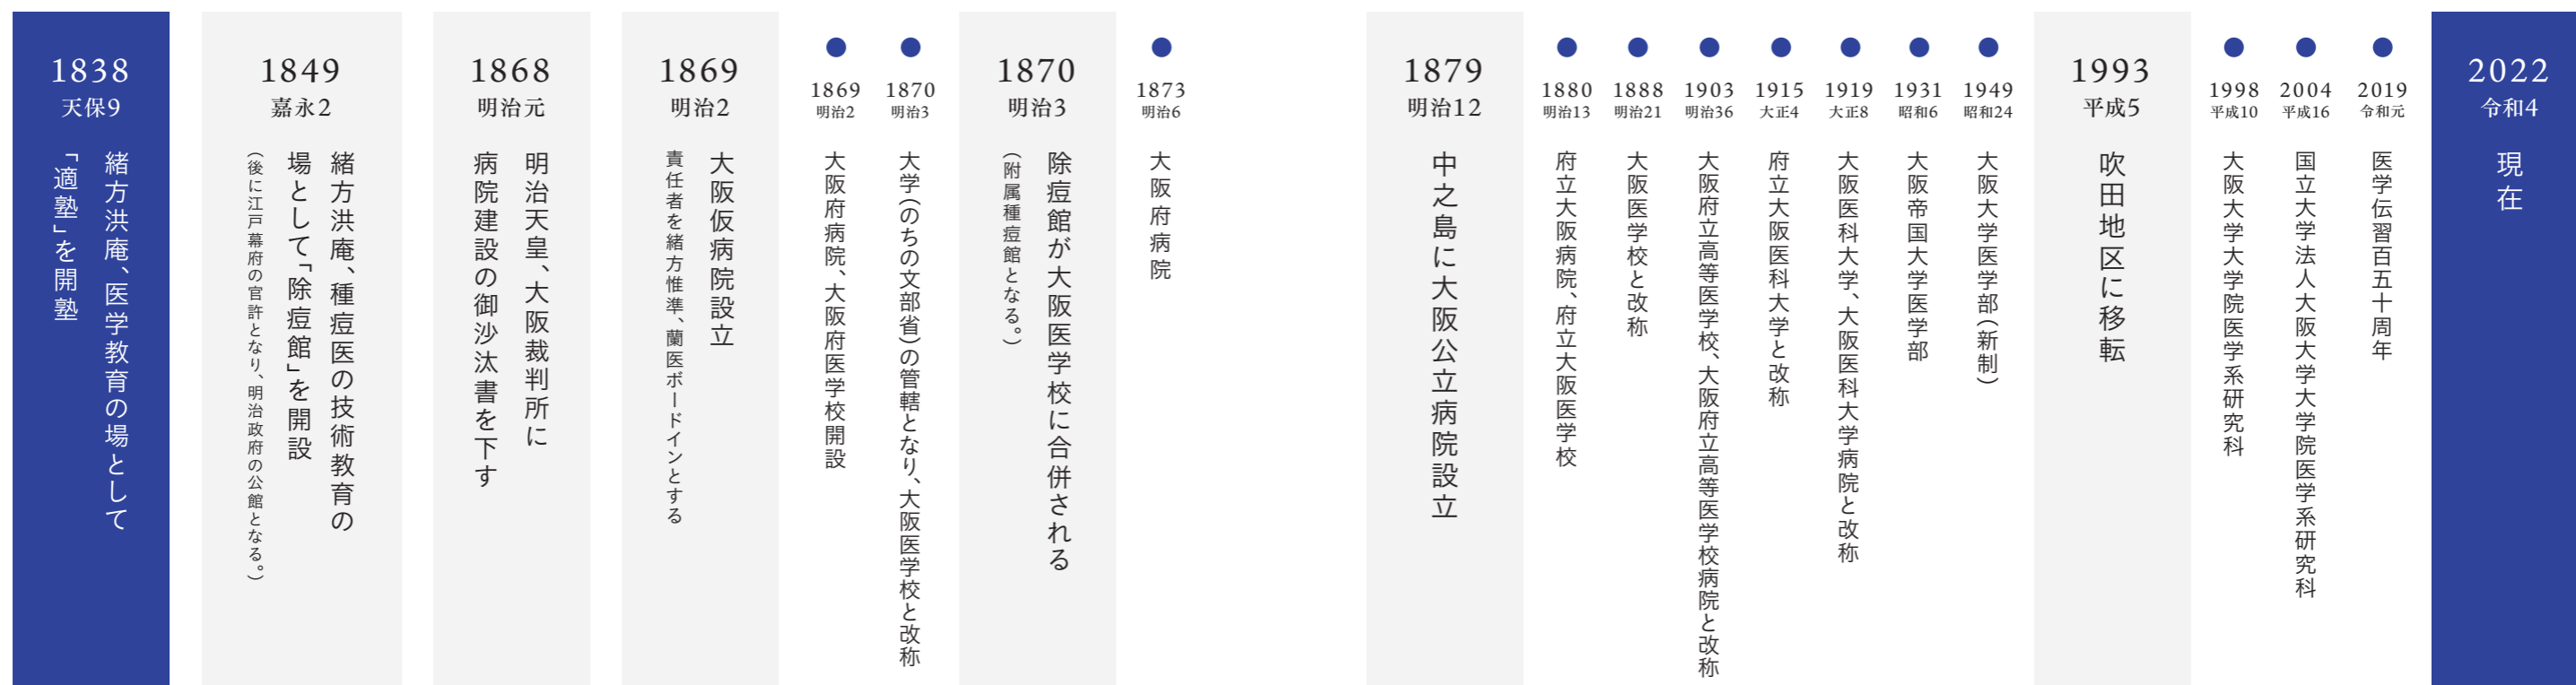 1838
天保9
緒方洪庵、医学教育の場として
「適塾」を開塾
1849
嘉永2
緒方洪庵、種痘医の技術教育の
場として「除痘館」を開設
（後に江戸幕府の官許となり、明治政府の公館となる。）
1868
明治元
明治天皇、大阪裁判所に
病院建設の御沙汰書を下す
1869
明治2
大阪仮病院設立
責任者を緒方惟準、蘭医ボードインとする
1869
明治2
大阪府病院、大阪府医学校開設
1870
明治3
大学（のちの文部省）の管轄となり、大阪医学校と改称
1870
明治3
除痘館が大阪医学校に合併される
（附属種痘館となる。）
1873
明治6
大阪府病院
1879
明治12
中之島に大阪公立病院設立
1880
明治13
府立大阪病院、府立大阪医学校
1888
明治21
大阪医学校と改称
1903
明治36
大阪府立高等医学校、大阪府立高等医学校病院と改称
1915
大正4
府立大阪医科大学と改称
1919
大正8
大阪医科大学、大阪医科大学病院と改称
1931
昭和6
大阪帝国大学医学部
1949
昭和24
大阪大学医学部（新制）
1993
平成5
吹田地区に移転
1998
平成10
大阪大学大学院医学系研究科
2004
平成16
国立大学法人大阪大学大学院医学系研究科
2019
令和元
医学伝習百五十周年
2022
令和4
現在